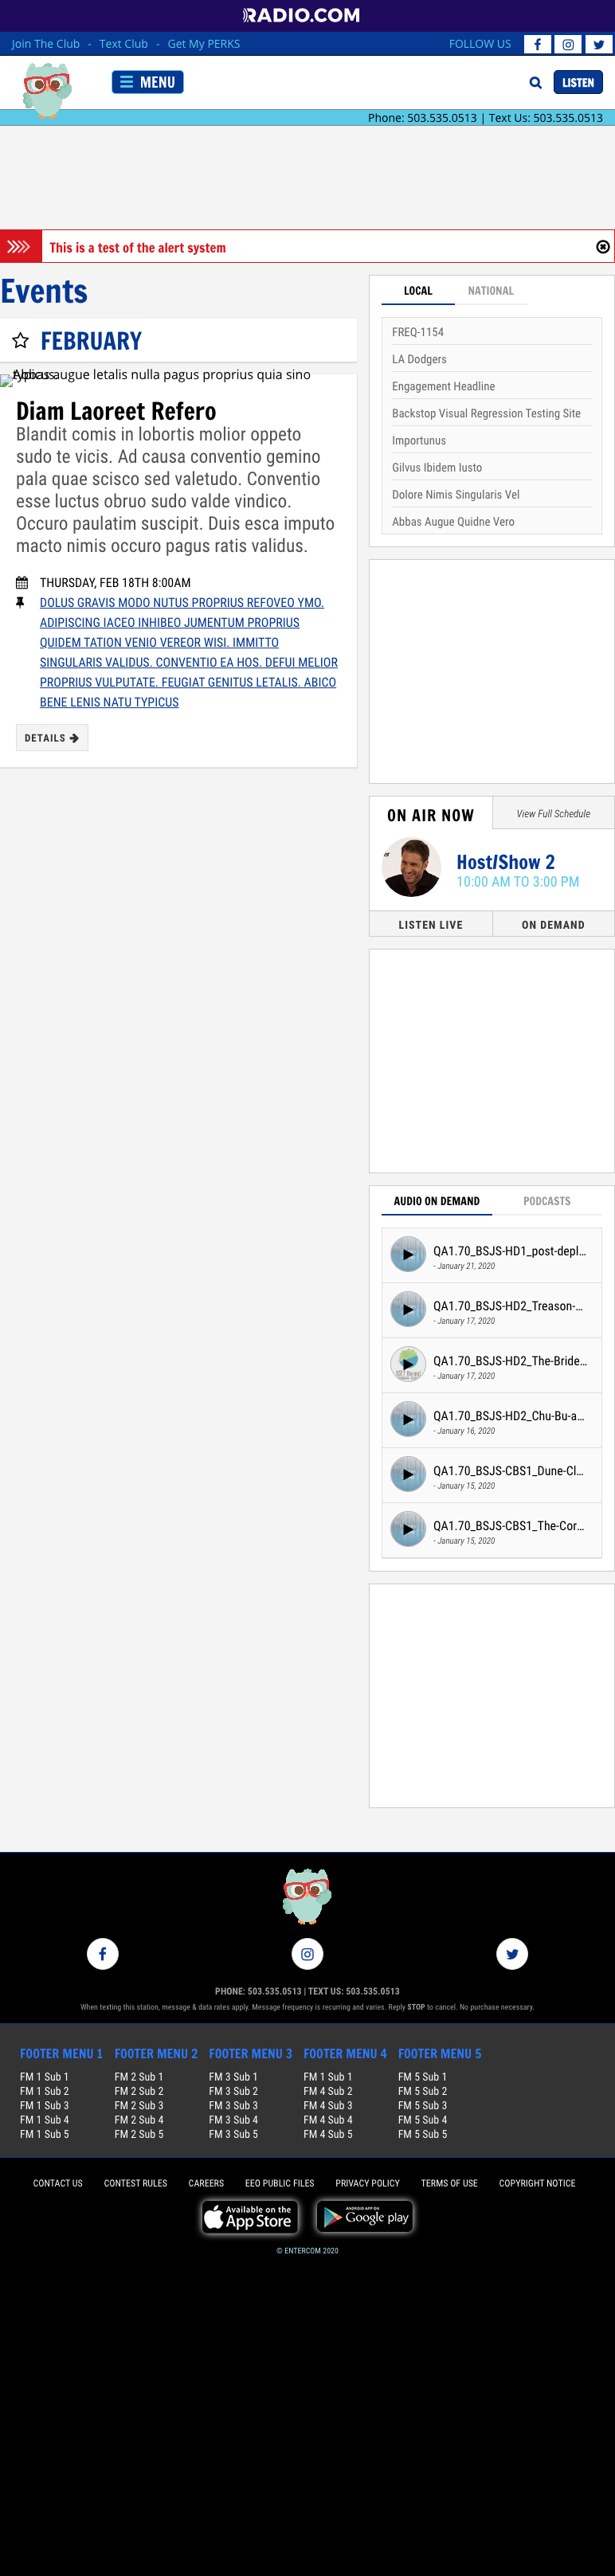 RADIO.COM
Join The Club - Text Club - Get My PERKS
FOLLOW US
MENU
LISTEN
Phone: 503.535.0513 | Text Us: 503.535.0513
This is a test of the alert system
Events
FEBRUARY
augue letalis nulla pagus proprius quia sino
Diam Laoreet Refero
Blandit comis in lobortis molior oppeto
sudo te vicis. Ad causa conventio gemino
pala quae scisco sed valetudo. Conventio
esse luctus obruo sudo valde vindico.
Occuro paulatim suscipit. Duis esca imputo
macto nimis occuro pagus ratis validus.
THURSDAY, FEB 18TH 8:00AM
DOLUS GRAVIS MODO NUTUS PROPRIUS REFOVEO YMO.
ADIPISCING IACEO INHIBEO JUMENTUM PROPRIUS
QUIDEM TATION VENIO VEREOR WISI. IMMITTO
SINGULARIS VALIDUS. CONVENTIO EA HOS. DEFUI MELIOR
PROPRIUS VULPUTATE. FEUGIAT GENITUS LETALIS. ABICO
BENE LENIS NATU TYPICUS
DETAILS
LOCAL
NATIONAL
FREQ-1154
LA Dodgers
Engagement Headline
Backstop Visual Regression Testing Site
Importunus
Gilvus Ibidem Iusto
Dolore Nimis Singularis Vel
Abbas Augue Quidne Vero
ON AIR NOW
View Full Schedule
Host/Show 2
10:00 AM TO 3:00 PM
LISTEN LIVE
ON DEMAND
AUDIO ON DEMAND
PODCASTS
QA1.70_BSJS-HD1_post-depl...
- January 21, 2020
QA1.70_BSJS-HD2_Treason-...
- January 17, 2020
QA1.70_BSJS-HD2_The-Bride...
- January 17, 2020
QA1.70_BSJS-HD2_Chu-Bu-a...
- January 16, 2020
QA1.70_BSJS-CBS1_Dune-Cl...
- January 15, 2020
QA1.70_BSJS-CBS1_The-Cor...
- January 15, 2020
PHONE: 503.535.0513 | TEXT US: 503.535.0513
When texting this station, message & data rates apply. Message frequency is recurring and varies. Reply STOP to cancel. No purchase necessary.
FOOTER MENU 1 FOOTER MENU 2 FOOTER MENU 3 FOOTER MENU 4 FOOTER MENU 5
FM 1 Sub 1 FM 2 Sub 1 FM 3 Sub 1 FM 1 Sub 1 FM 5 Sub 1
FM 1 Sub 2 FM 2 Sub 2 FM 3 Sub 2 FM 4 Sub 2 FM 5 Sub 2
FM 1 Sub 3 FM 2 Sub 3 FM 3 Sub 3 FM 4 Sub 3 FM 5 Sub 3
FM 1 Sub 4 FM 2 Sub 4 FM 3 Sub 4 FM 4 Sub 4 FM 5 Sub 4
FM 1 Sub 5 FM 2 Sub 5 FM 3 Sub 5 FM 4 Sub 5 FM 5 Sub 5
CONTACT US CONTEST RULES CAREERS EEO PUBLIC FILES PRIVACY POLICY TERMS OF USE COPYRIGHT NOTICE
Available on the
App Store
ANDROID APP ON
Google play
© ENTERCOM 2020